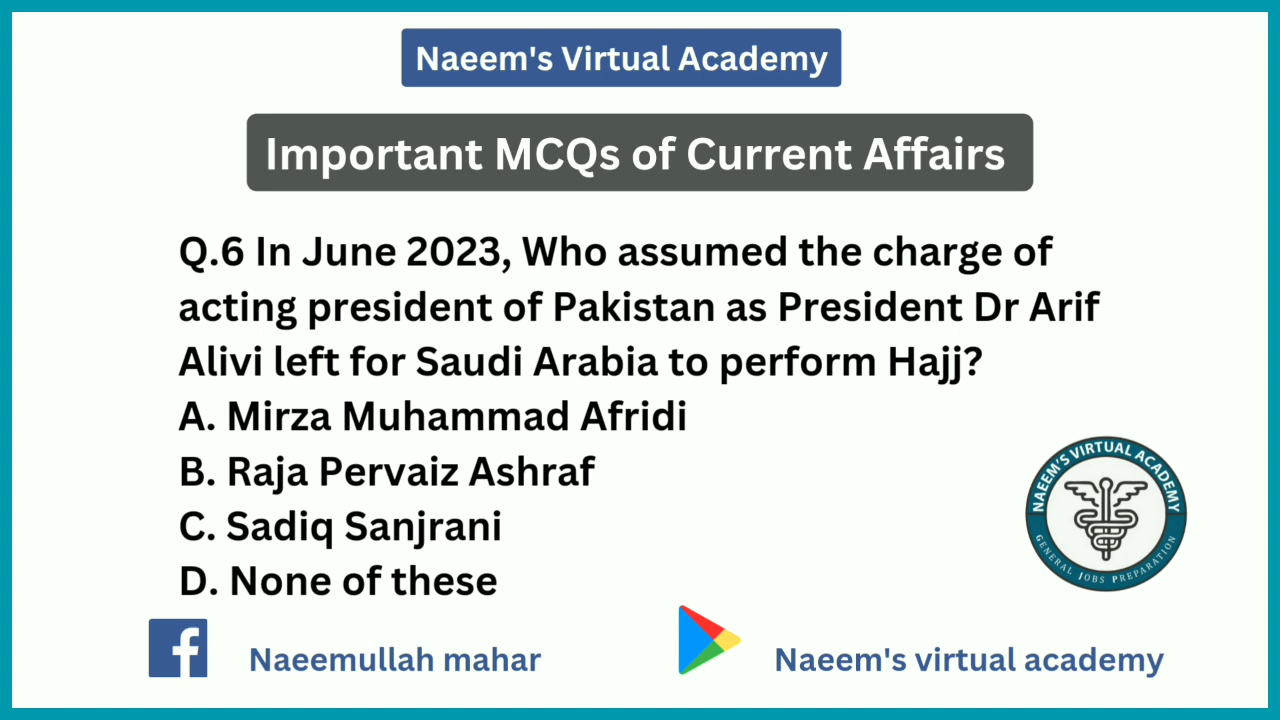 Naeem's Virtual Academy
Important MCQs of Current Affairs
Q.6 In June 2023, Who assumed the charge of
acting president of Pakistan as President Dr Arif
Alivi left for Saudi Arabia to perform Hajj?
A. Mirza Muhammad Afridi
B. Raja Pervaiz Ashraf
C. Sadiq Sanjrani
D. None of these
NAEEM'S VIRTUAL ACADEMY
GENERAL JOBS PREPARATION
Naeemullah mahar
Naeem's virtual academy